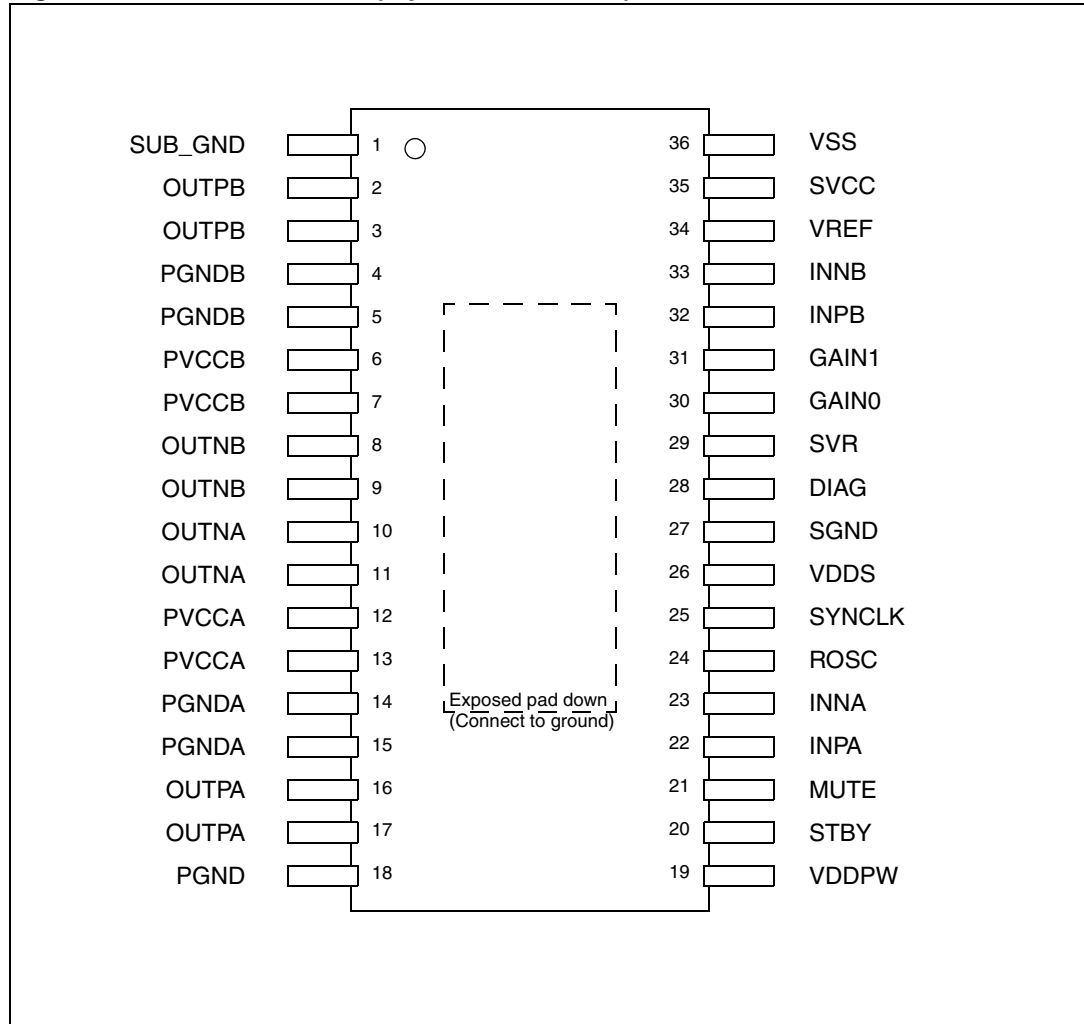 SUB_GND 1 36 VSS
OUTPB 2 35 SVCC
OUTPB 3 34 VREF
PGNDB 4 33 INNB
PGNDB 5 32 INPB
PVCCB 6 31 GAIN1
PVCCB 7 30 GAIN0
OUTNB 8 29 SVR
OUTNB 9 28 DIAG
OUTNA 10 27 SGND
OUTNA 11 26 VDDS
PVCCA 12 25 SYNCLK
PVCCA 13 24 ROSC
PGNDA 14 23 INNA
Exposed pad down
(Connect to ground)
PGNDA 15 22 INPA
OUTPA 16 21 MUTE
OUTPA 17 20 STBY
PGND 18 19 VDDPW